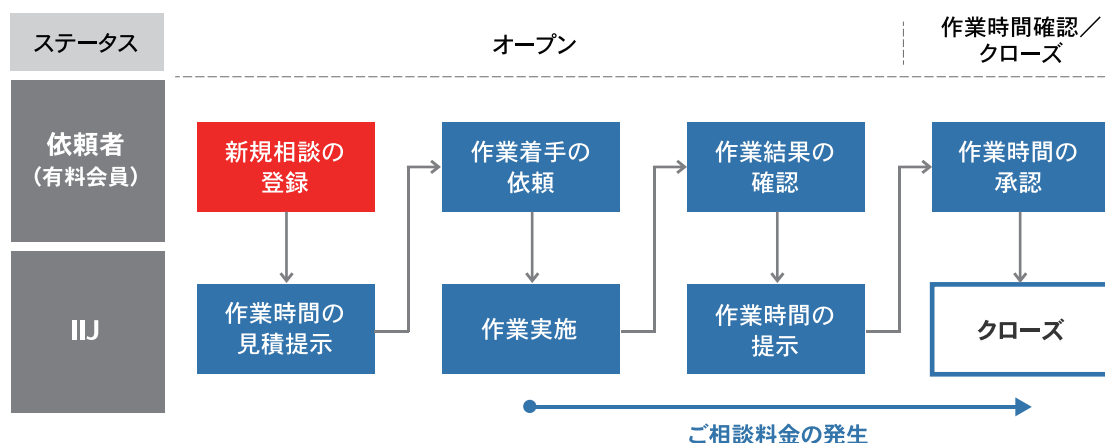 ステータス
オープン
作業時間確認／
クローズ
依頼者
（有料会員）
新規相談の
登録
作業着手の
依頼
作業結果の
確認
作業時間の
承認
IIJ
作業時間の
見積提示
作業実施
作業時間の
提示
クローズ
ご相談料金の発生